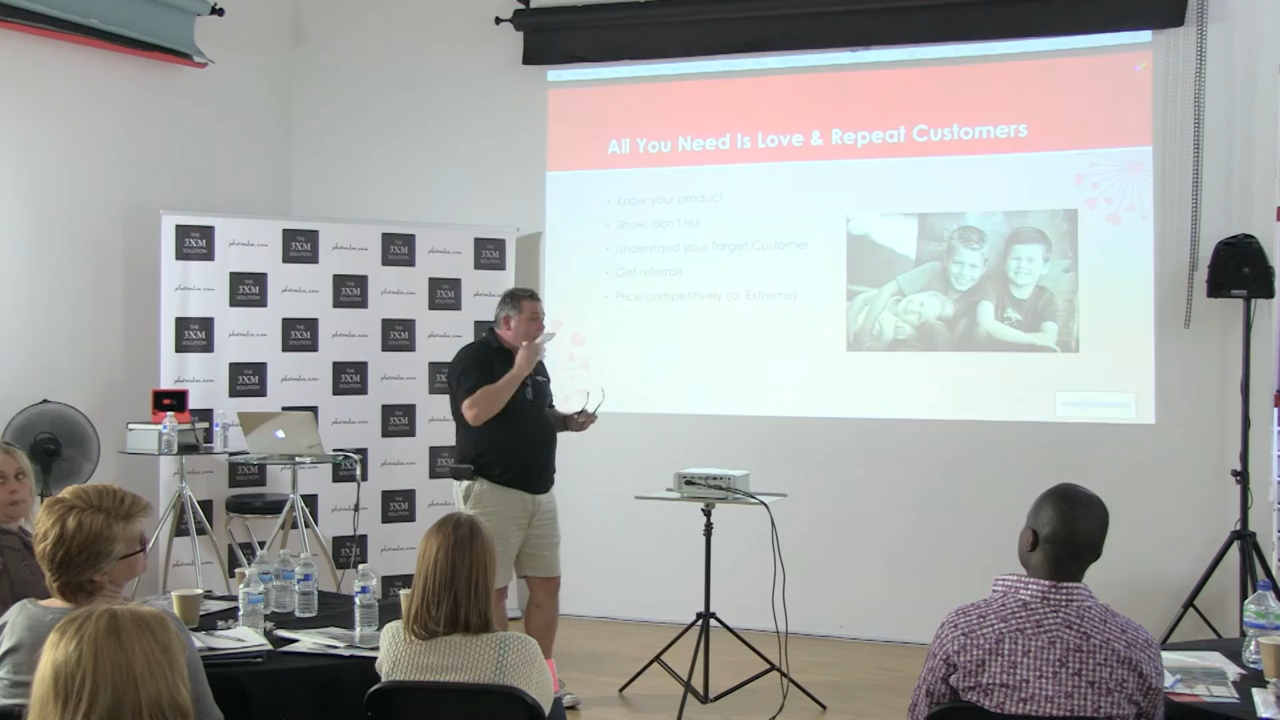 All You Need Is Love & Repeat Customers
• Know your product
• Show, don't tell
• Understand your Target Customer
• Get referrals
• Price competitively (or Extreme)
THE
3XM
SOLUTION